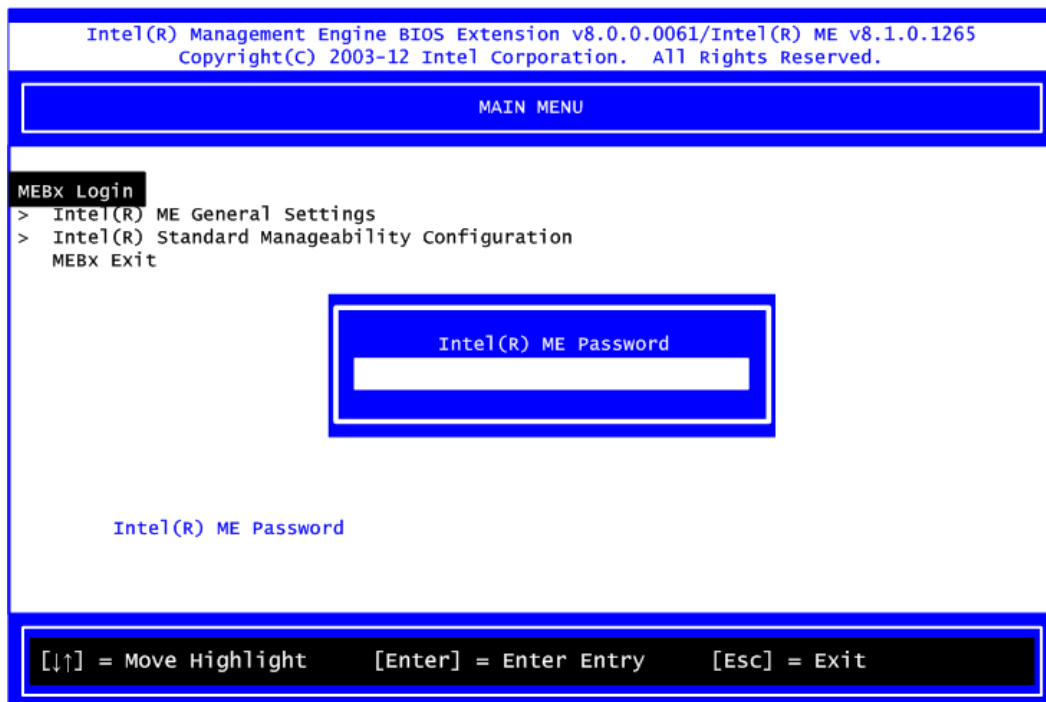 Intel(R) Management Engine BIOS Extension v8.0.0.0061/Intel(R) ME v8.1.0.1265
Copyright(C) 2003-12 Intel Corporation. All Rights Reserved.
MAIN MENU
MEBx Login
> Intel(R) ME General Settings
> Intel(R) Standard Manageability Configuration
MEBx Exit
Intel(R) ME Password
Intel(R) ME Password
[↓↑] = Move Highlight [Enter] = Enter Entry [Esc] = Exit